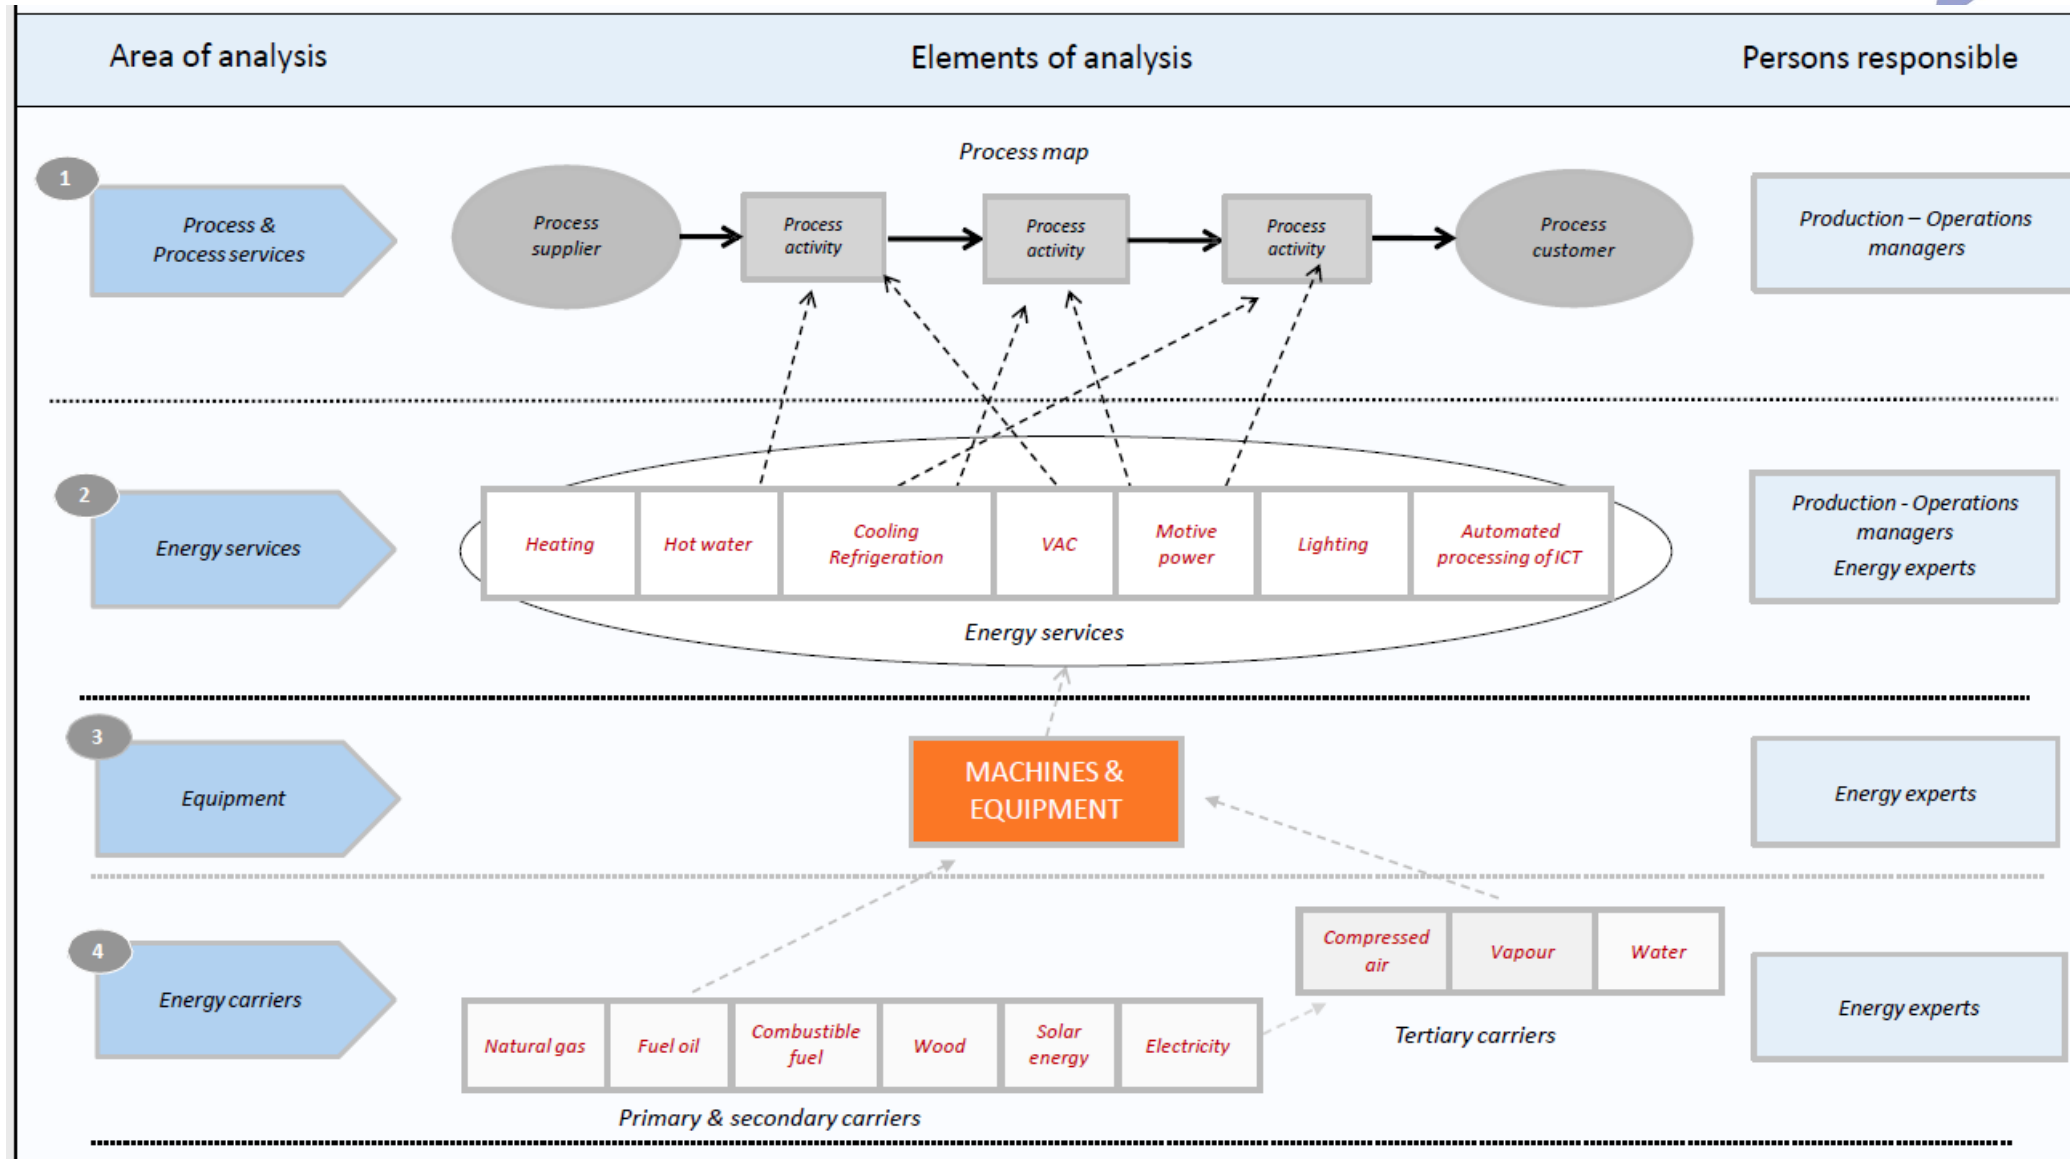 Area of analysis
Elements of analysis
Persons responsible
Process map
1
Process &
Process services
Process
supplier
Process
activity
Process
activity
Process
activity
Process
customer
Production – Operations
managers
2
Energy services
Heating
Hot water
Cooling
Refrigeration
VAC
Motive
power
Lighting
Automated
processing of ICT
Energy services
Production - Operations
managers
Energy experts
3
Equipment
MACHINES &
EQUIPMENT
Energy experts
4
Energy carriers
Compressed
air
Vapour
Water
Tertiary carriers
Natural gas
Fuel oil
Combustible
fuel
Wood
Solar
energy
Electricity
Primary & secondary carriers
Energy experts